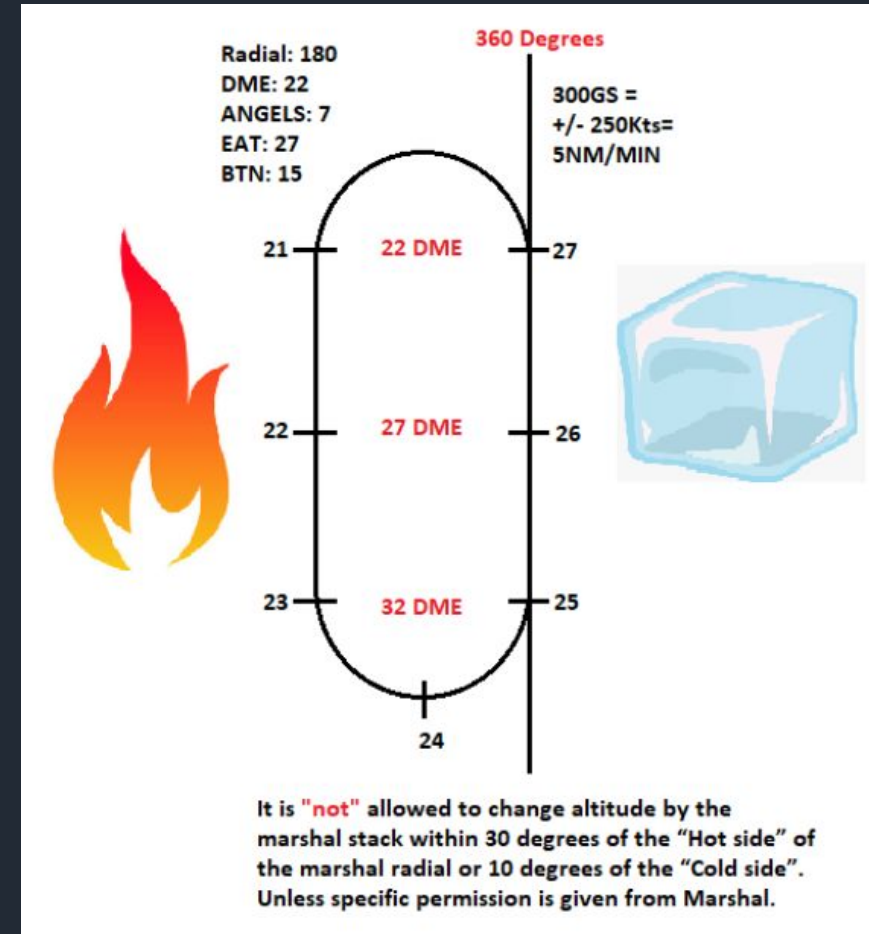 360 Degrees
Radial: 180
DME: 22
ANGELS: 7
EAT: 27
BTN: 15
300GS =
+/- 250Kts=
5NM/MIN
21
22 DME
27
22
27 DME
26
23
32 DME
25
24
It is "not" allowed to change altitude by the
marshal stack within 30 degrees of the “Hot side” of
the marshal radial or 10 degrees of the “Cold side”.
Unless specific permission is given from Marshal.